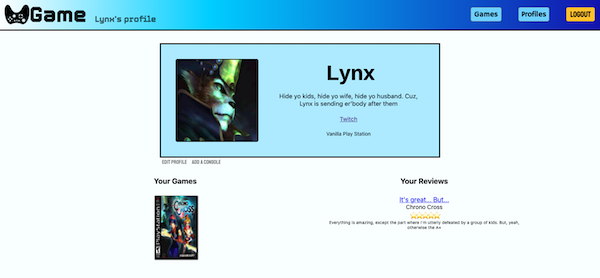 Game
Lynx's profile
Games
Profiles
LOGOUT
Lynx
Hide yo kids, hide yo wife, hide yo husband. Cuz,
Lynx is sending er'body after them
Twitch
Vanilla Play Station
EDIT PROFILE
ADD A CONSOLE
Your Games
CHRONO CROSS
PlayStation
Your Reviews
It's great... But...
Chrono Cross
Everything is amazing, except the part where I'm utterly defeated by a group of kids. But, yeah,
otherwise the A+